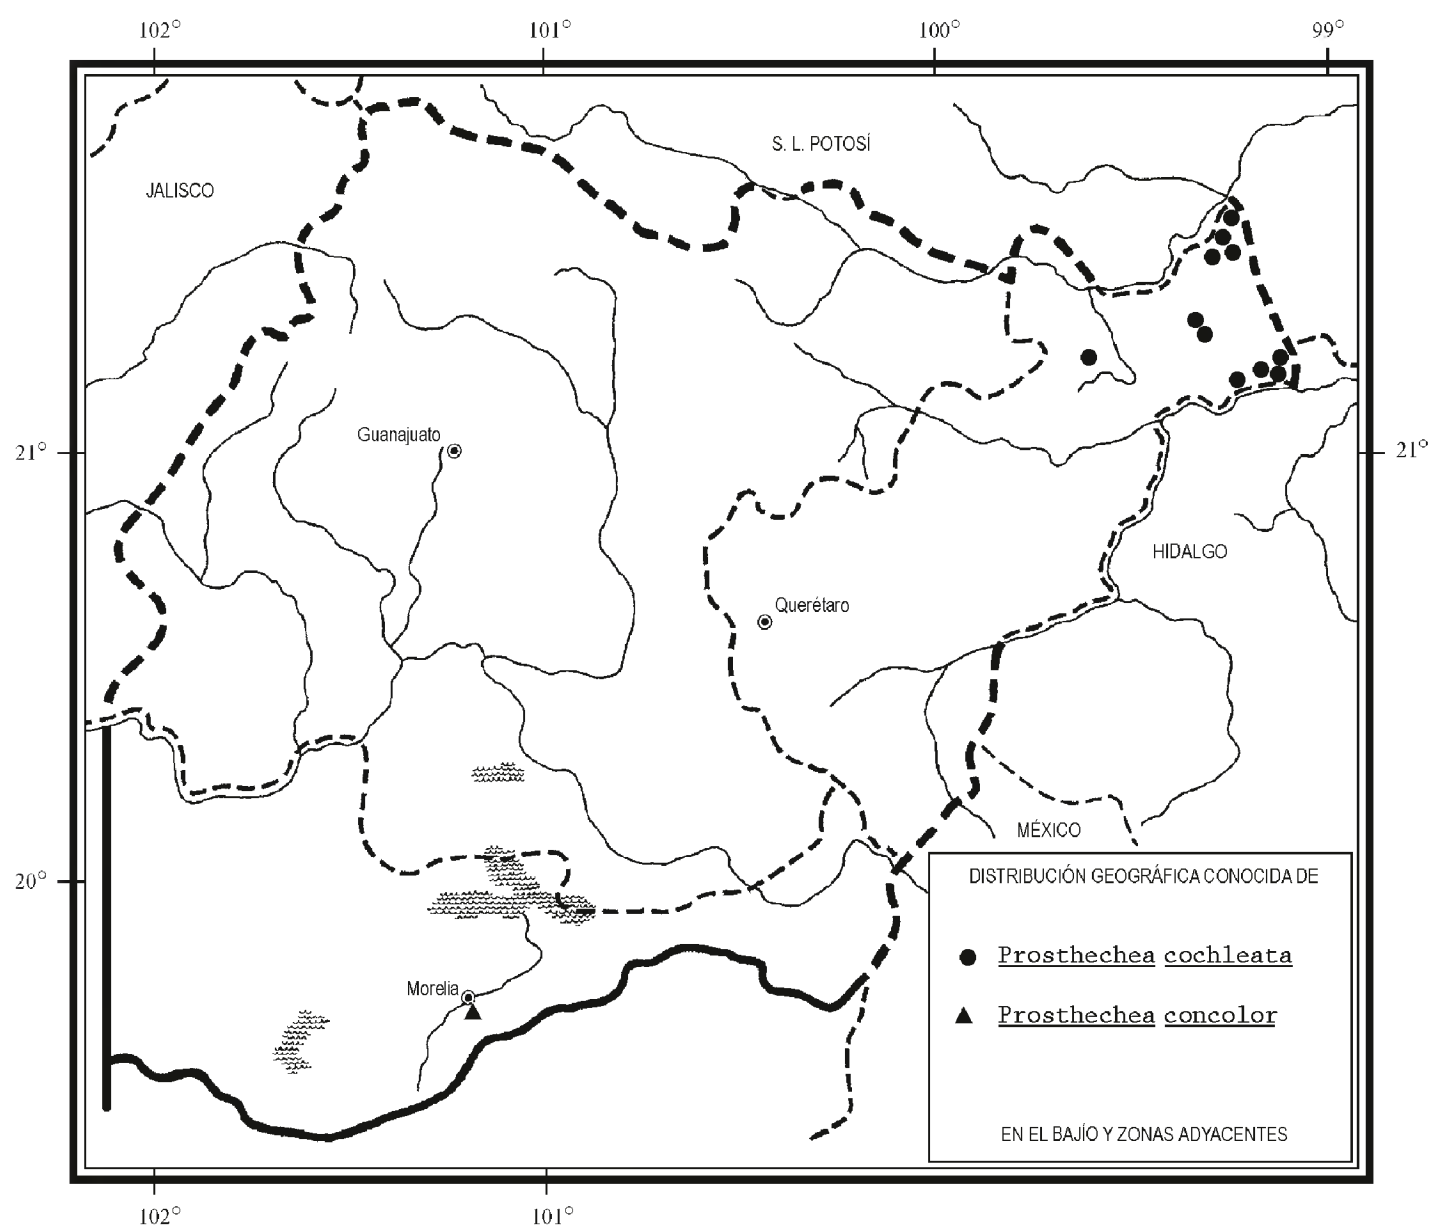 102° 101° 100° 99°
S. L. POTOSÍ
JALISCO
Guanajuato
21° 21°
HIDALGO
Querétaro
MÉXICO
20°
DISTRIBUCIÓN GEOGRÁFICA CONOCIDA DE
Prosthechea cochleata
Morelia
Prosthechea concolor
EN EL BAJÍO Y ZONAS ADYACENTES
102° 101°